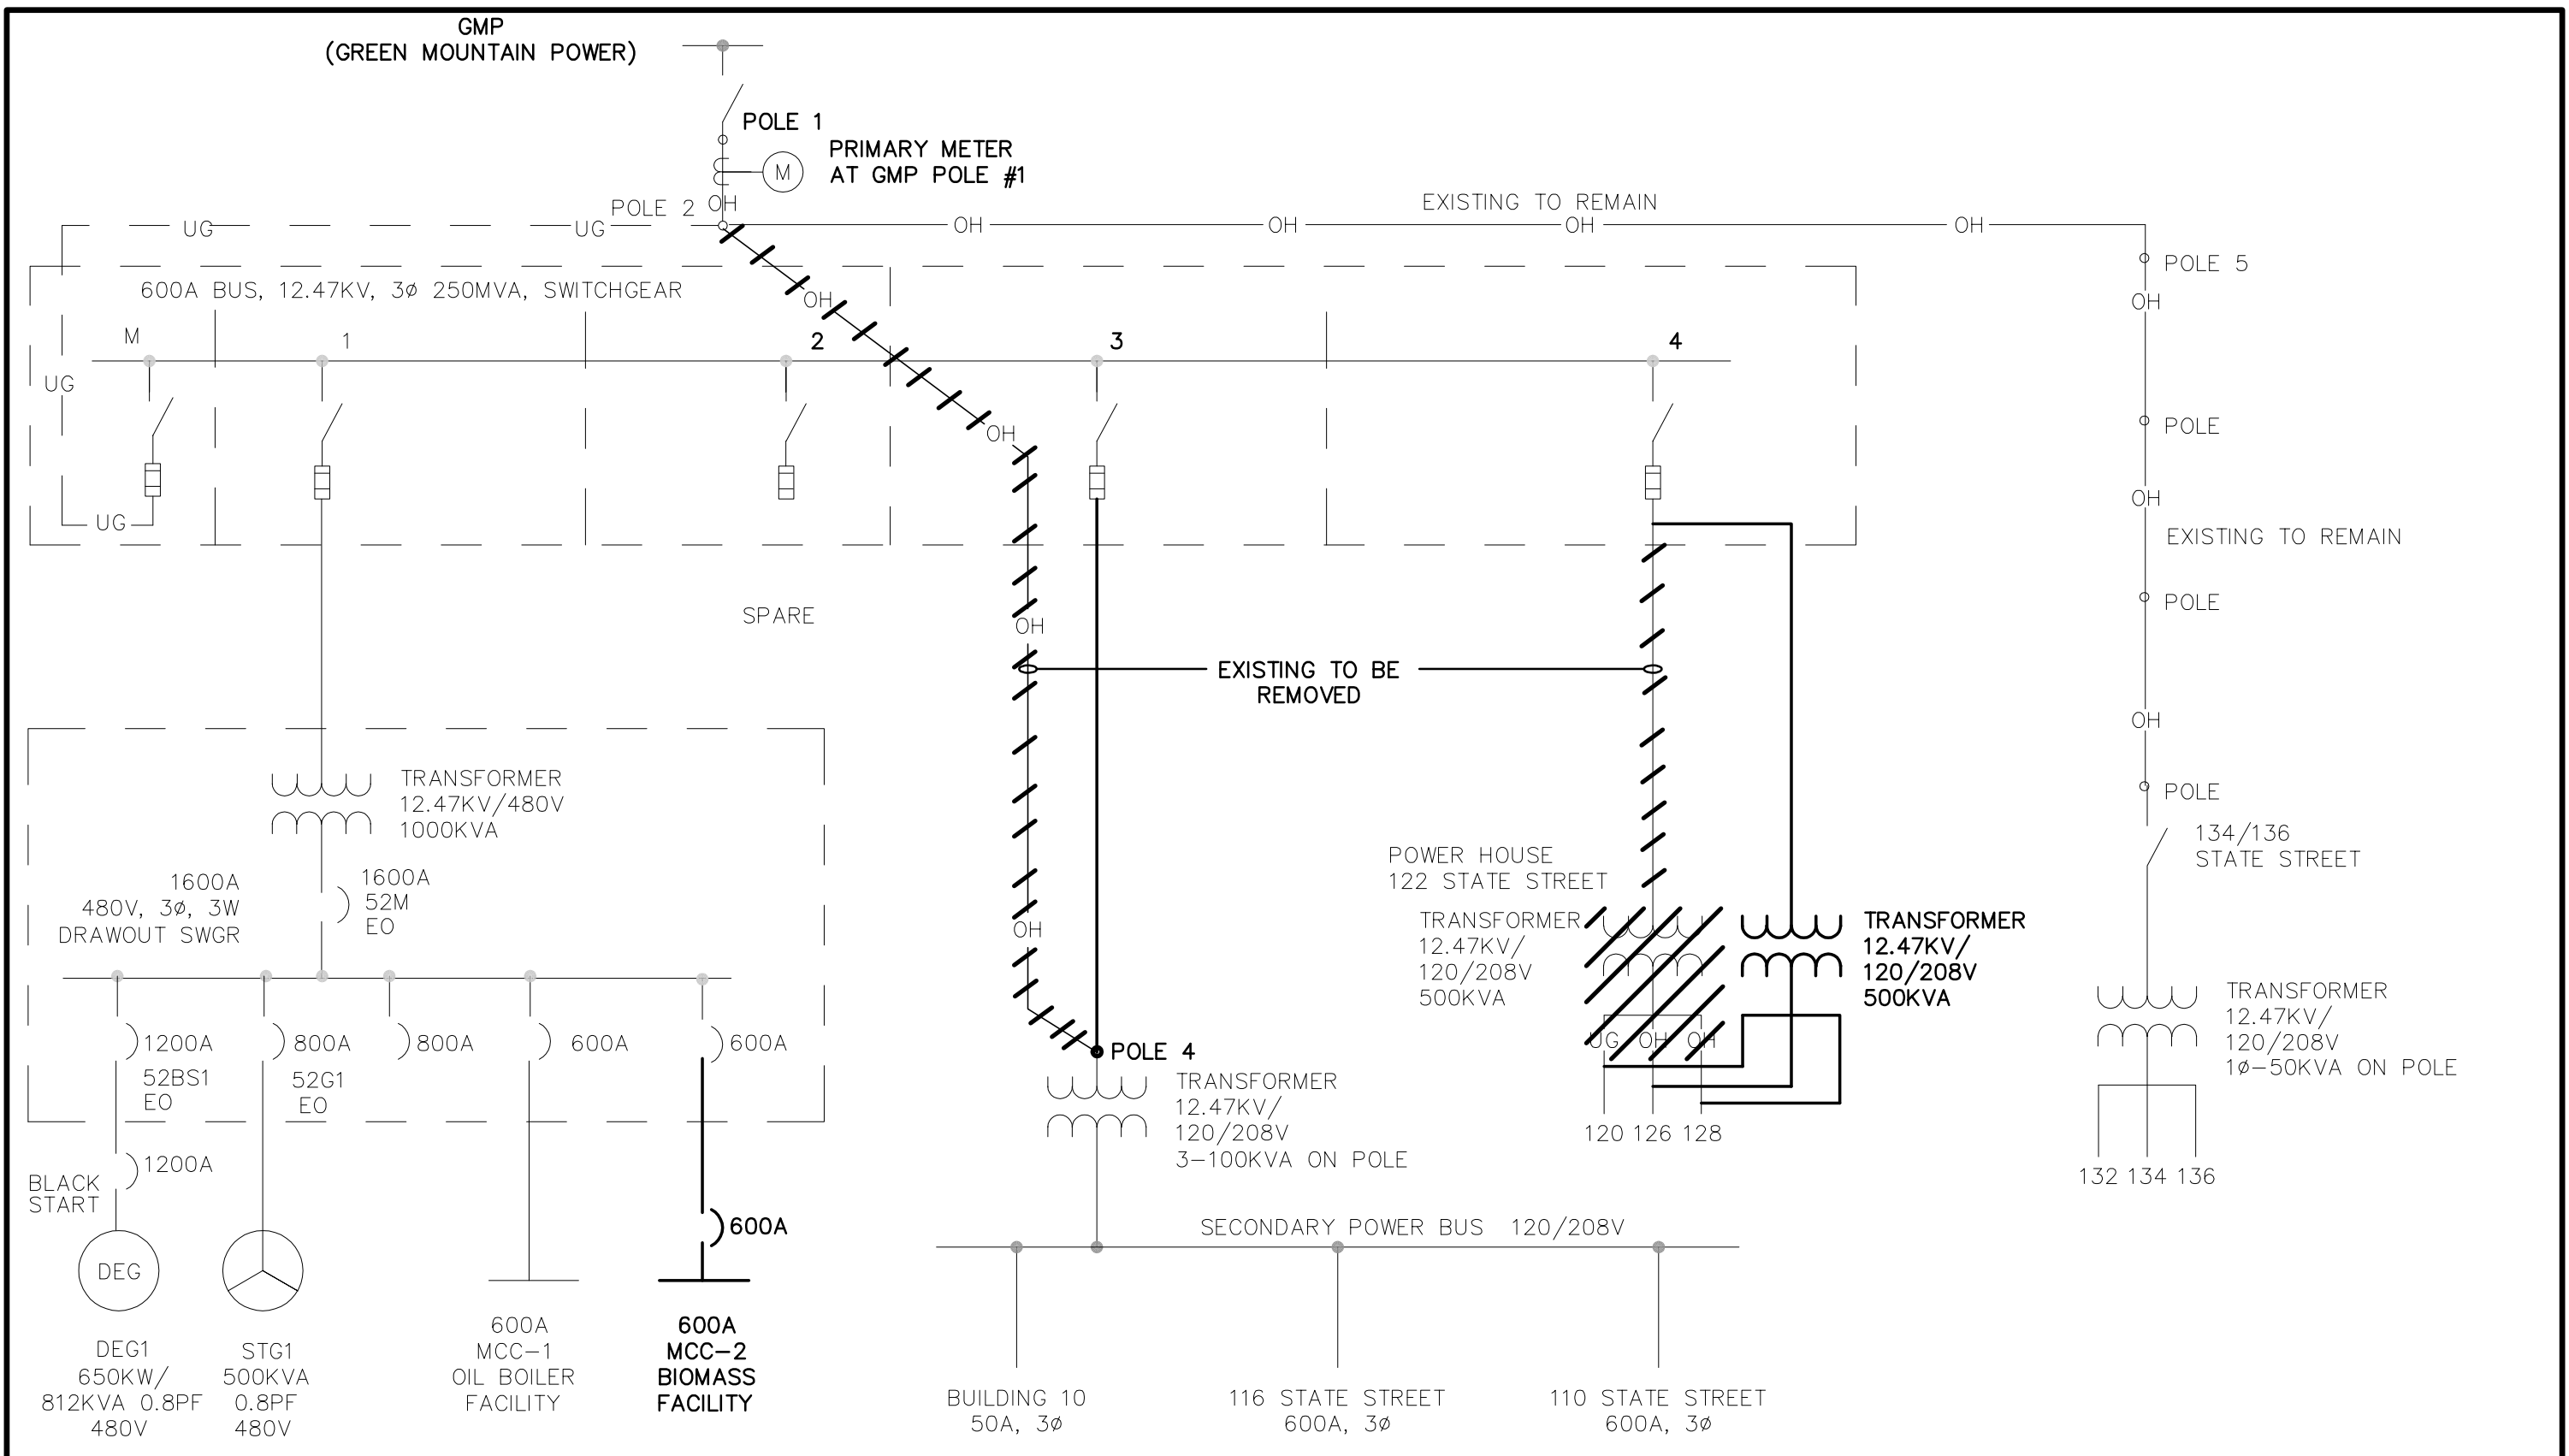 GMP
(GREEN MOUNTAIN POWER)
POLE 1
PRIMARY METER
AT GMP POLE #1
M
POLE 2
OH
EXISTING TO REMAIN
UG
UG
OH
OH
OH
OH
POLE 5
600A BUS, 12.47KV, 3ø 250MVA, SWITCHGEAR
OH
OH
M
1
2
3
4
UG
POLE
OH
OH
UG
EXISTING TO REMAIN
POLE
SPARE
OH
EXISTING TO BE
REMOVED
OH
POLE
TRANSFORMER
12.47KV/480V
1000KVA
134/136
STATE STREET
POWER HOUSE
122 STATE STREET
1600A
480V, 3ø, 3W
DRAWOUT SWGR
1600A
52M
EO
OH
TRANSFORMER
12.47KV/
120/208V
500KVA
TRANSFORMER
12.47KV/
120/208V
500KVA
TRANSFORMER
12.47KV/
120/208V
1ø-50KVA ON POLE
1200A
52BS1
EO
800A
52G1
EO
800A
600A
600A
UG
OH
OH
POLE 4
TRANSFORMER
12.47KV/
120/208V
3-100KVA ON POLE
120 126 128
1200A
BLACK
START
132 134 136
600A
SECONDARY POWER BUS 120/208V
DEG
DEG1
650KW/
812KVA 0.8PF
480V
STG1
500KVA
0.8PF
480V
600A
MCC-1
OIL BOILER
FACILITY
600A
MCC-2
BIOMASS
FACILITY
BUILDING 10
50A, 3ø
116 STATE STREET
600A, 3ø
110 STATE STREET
600A, 3ø